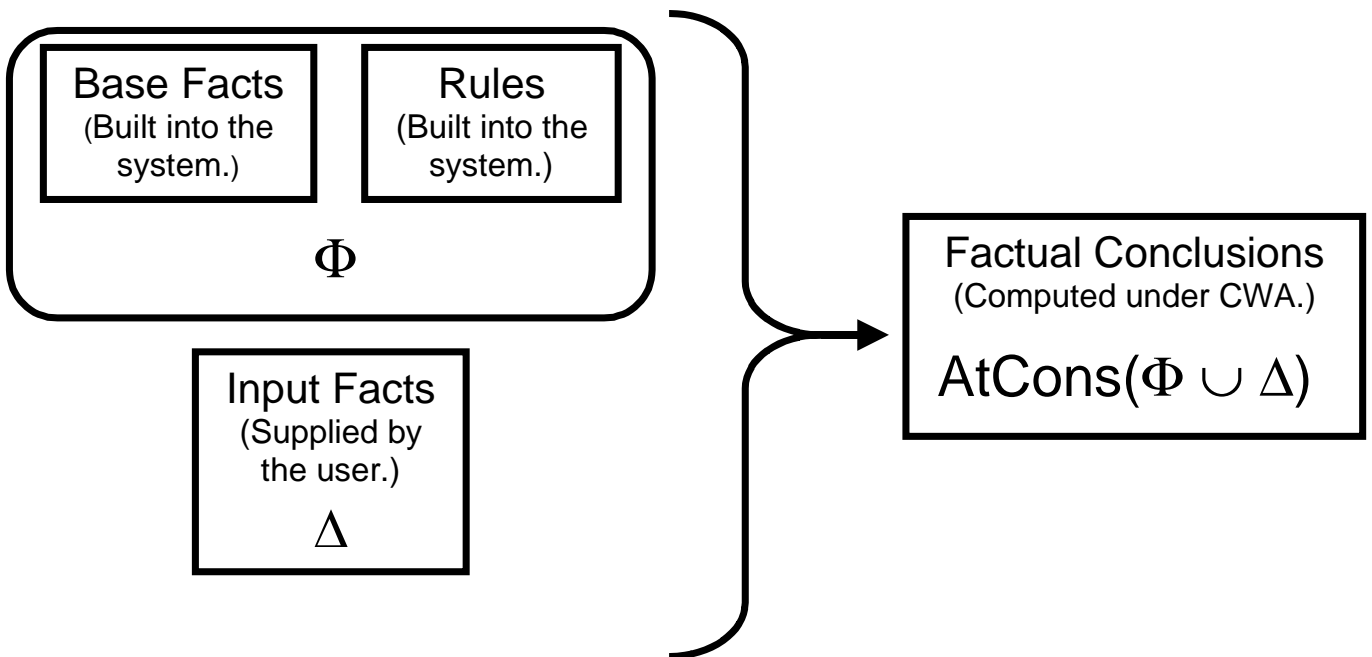 Base Facts
(Built into the
system.)
Rules
(Built into the
system.)
Φ
Input Facts
(Supplied by
the user.)
Δ
Factual Conclusions
(Computed under CWA.)
AtCons(Φ ∪ Δ)